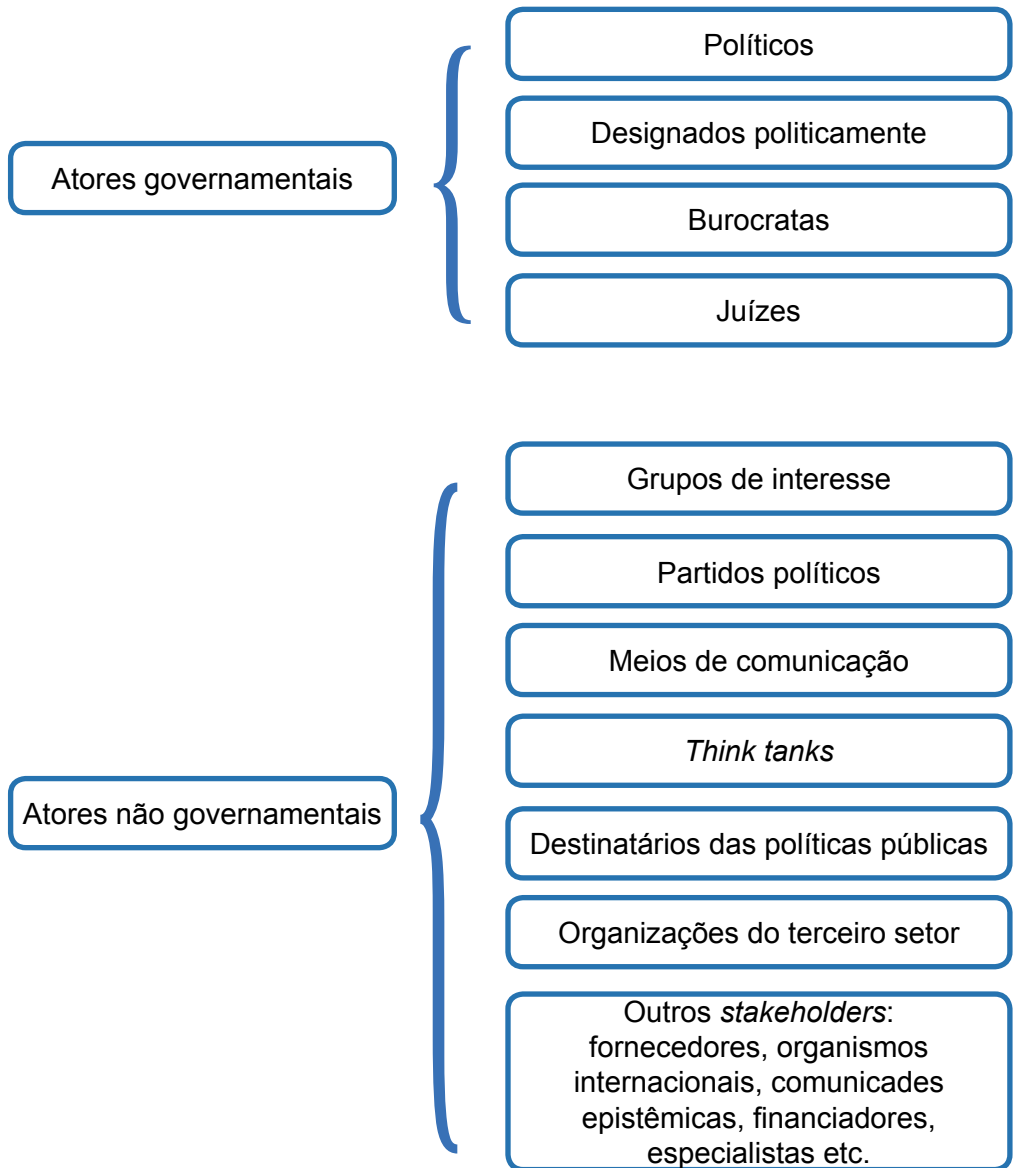 Atores governamentais
Políticos
Designados politicamente
Burocratas
Juízes
Atores não governamentais
Grupos de interesse
Partidos políticos
Meios de comunicação
Think tanks
Destinatários das políticas públicas
Organizações do terceiro setor
Outros stakeholders:
fornecedores, organismos
internacionais, comunicades
epistêmicas, financiadores,
especialistas etc.